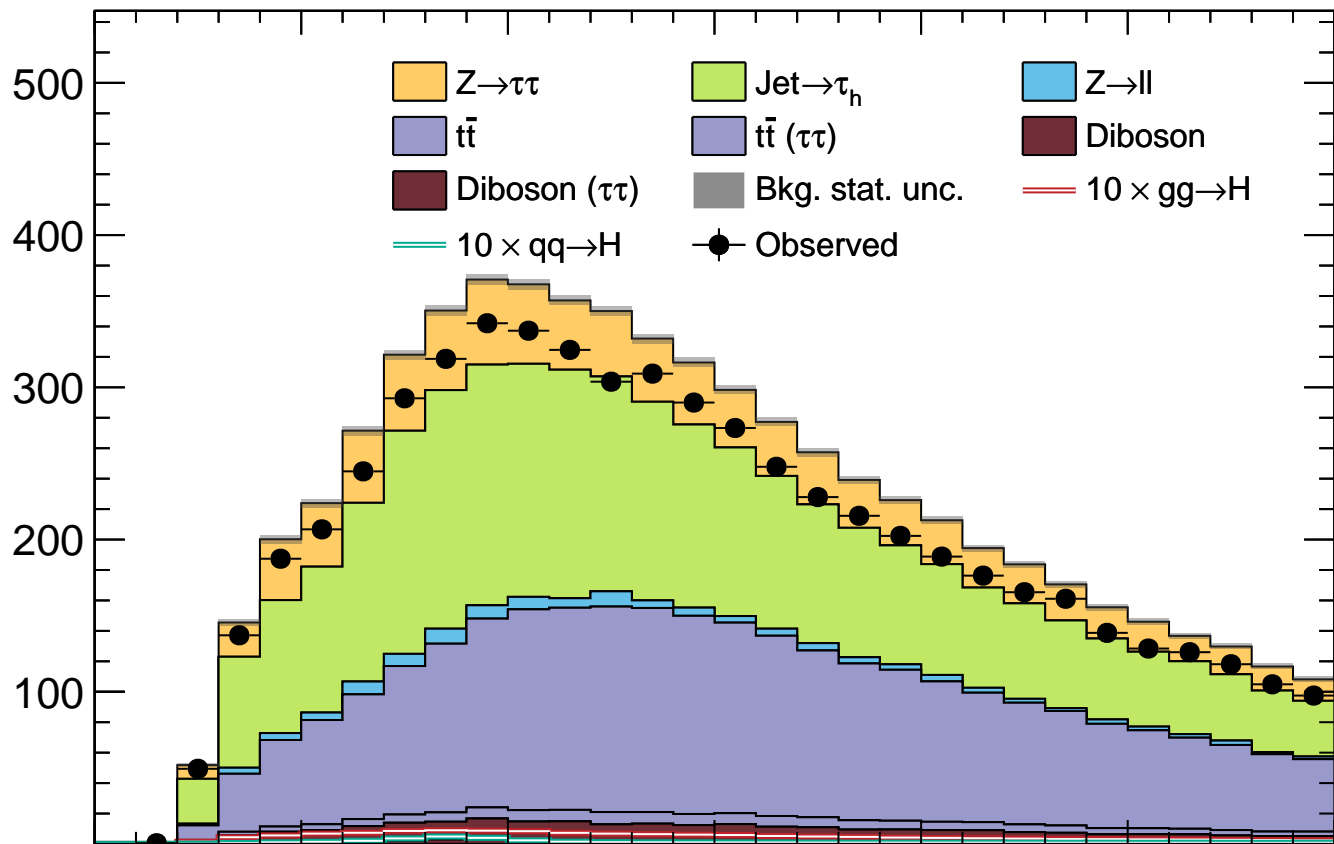 500
Z→ττ Jet→τₕ Z→ll
tt̄ tt̄ (ττ) Diboson
Diboson (ττ) Bkg. stat. unc. 10 × gg→H
10 × qq→H Observed
400
300
200
100